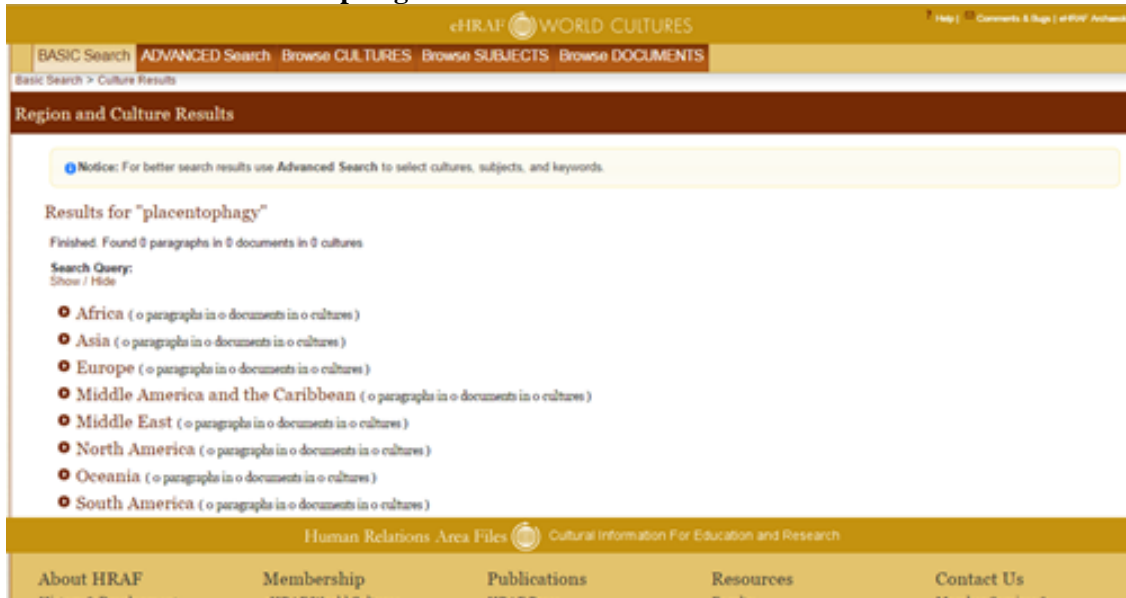 eHRAF WORLD CULTURES
? Help | Comments & Bugs | eHRAF
BASIC Search ADVANCED Search Browse CULTURES Browse SUBJECTS Browse DOCUMENTS
Basic Search > Culture Results
Region and Culture Results
Notice: For better search results use Advanced Search to select cultures, subjects, and keywords.
Results for "placentophagy"
Finished. Found 0 paragraphs in 0 documents in 0 cultures
Search Query:
Show / Hide
Africa ( 0 paragraphs in 0 documents in 0 cultures )
Asia ( 0 paragraphs in 0 documents in 0 cultures )
Europe ( 0 paragraphs in 0 documents in 0 cultures )
Middle America and the Caribbean ( 0 paragraphs in 0 documents in 0 cultures )
Middle East ( 0 paragraphs in 0 documents in 0 cultures )
North America ( 0 paragraphs in 0 documents in 0 cultures )
Oceania ( 0 paragraphs in 0 documents in 0 cultures )
South America ( 0 paragraphs in 0 documents in 0 cultures )
Human Relations Area Files Cultural Information For Education and Research
About HRAF Membership Publications Resources Contact Us